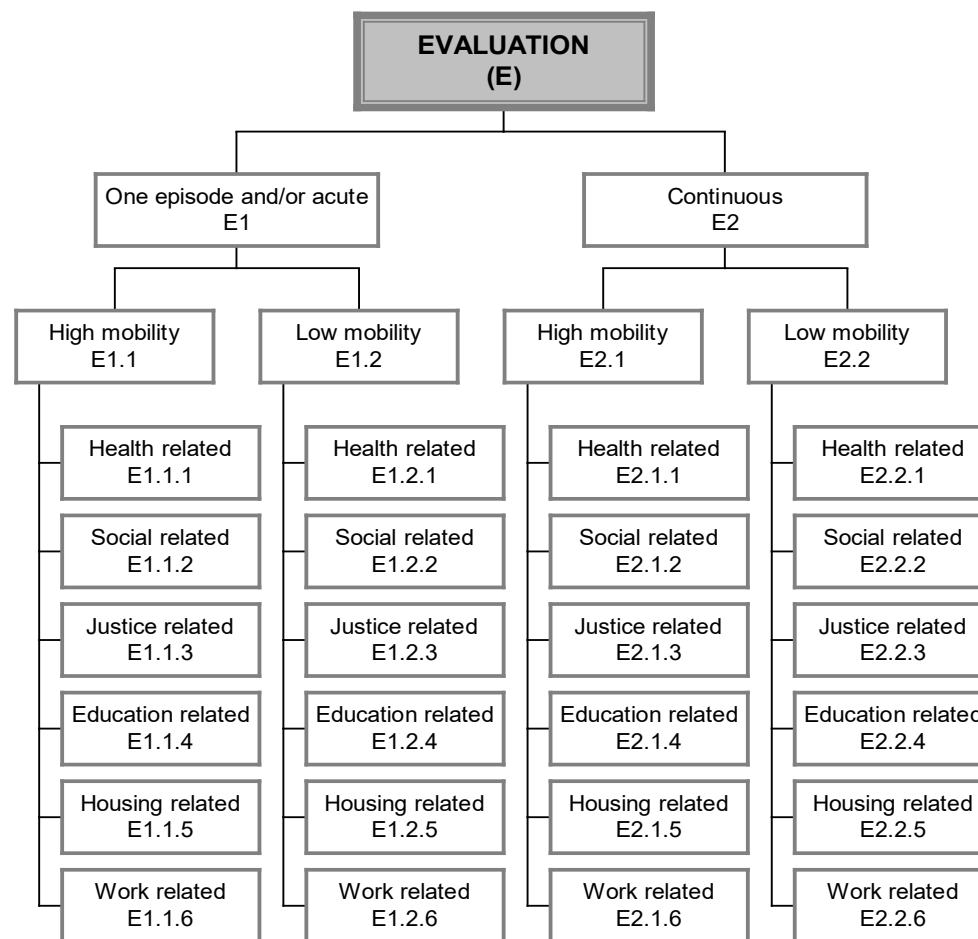 EVALUATION
(E)
One episode and/or acute
E1
Continuous
E2
High mobility
E1.1
Low mobility
E1.2
High mobility
E2.1
Low mobility
E2.2
Health related
E1.1.1
Health related
E1.2.1
Health related
E2.1.1
Health related
E2.2.1
Social related
E1.1.2
Social related
E1.2.2
Social related
E2.1.2
Social related
E2.2.2
Justice related
E1.1.3
Justice related
E1.2.3
Justice related
E2.1.3
Justice related
E2.2.3
Education related
E1.1.4
Education related
E1.2.4
Education related
E2.1.4
Education related
E2.2.4
Housing related
E1.1.5
Housing related
E1.2.5
Housing related
E2.1.5
Housing related
E2.2.5
Work related
E1.1.6
Work related
E1.2.6
Work related
E2.1.6
Work related
E2.2.6